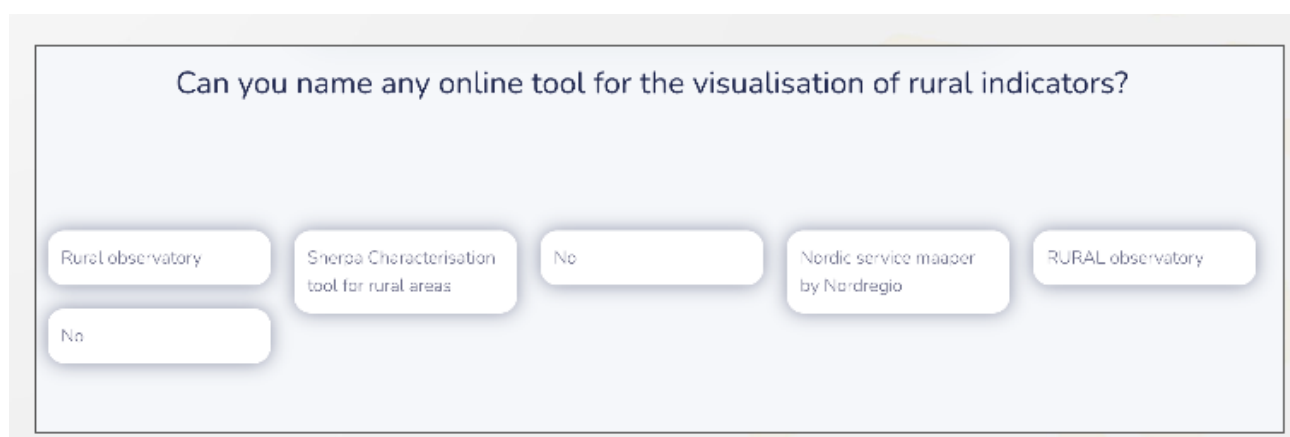 Can you name any online tool for the visualisation of rural indicators?
Rural observatory
Sherpa Characterisation
tool for rural areas
No
Nordic service maaper
by Nordregio
RURAL observatory
No